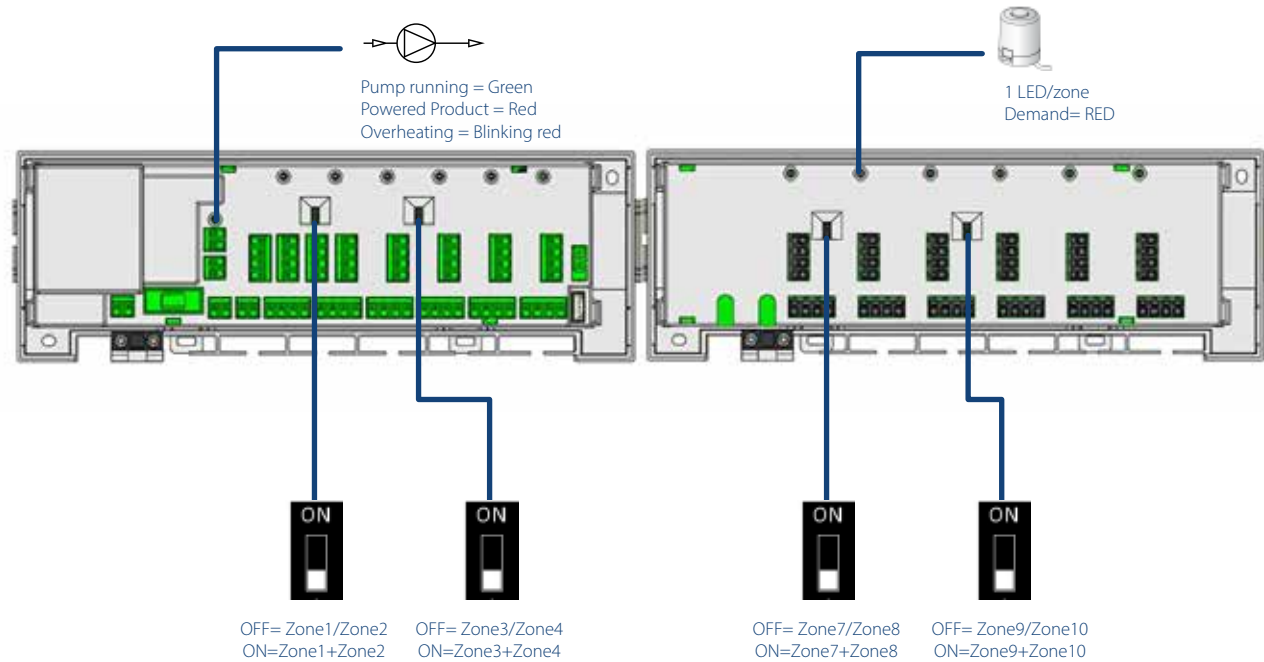 Pump running = Green
Powered Product = Red
Overheating = Blinking red
1 LED/zone
Demand= RED
ON
ON
ON
ON
OFF= Zone1/Zone2
ON=Zone1+Zone2
OFF= Zone3/Zone4
ON=Zone3+Zone4
OFF= Zone7/Zone8
ON=Zone7+Zone8
OFF= Zone9/Zone10
ON=Zone9+Zone10